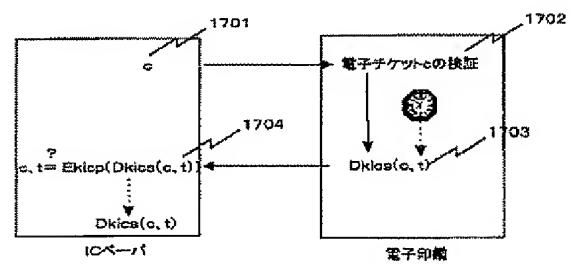 1701
1702
c
電子チケットcの検証
1704
1703
?
c, t= Ekicp(Dkics(c, t))
Dkics(c, t)
Dkics(c, t)
ICペーパ
電子印鑑